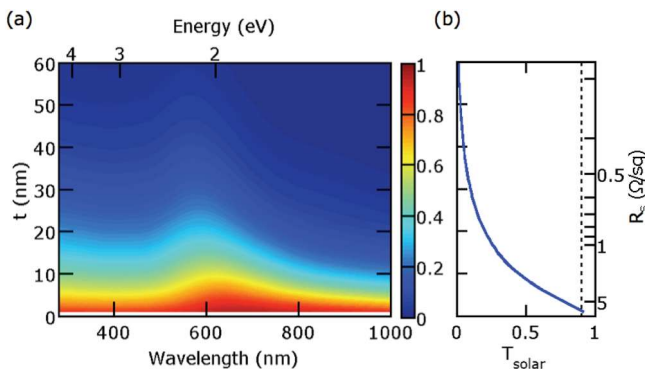 (a)
Energy (eV)
4 3 2
60
50
40
30
20
10
0
t (nm)
400 600 800 1000
Wavelength (nm)
1
0.8
0.6
0.4
0.2
0
(b)
0.5
1
5
R_s (Ω/sq)
0 0.5 1
T_solar